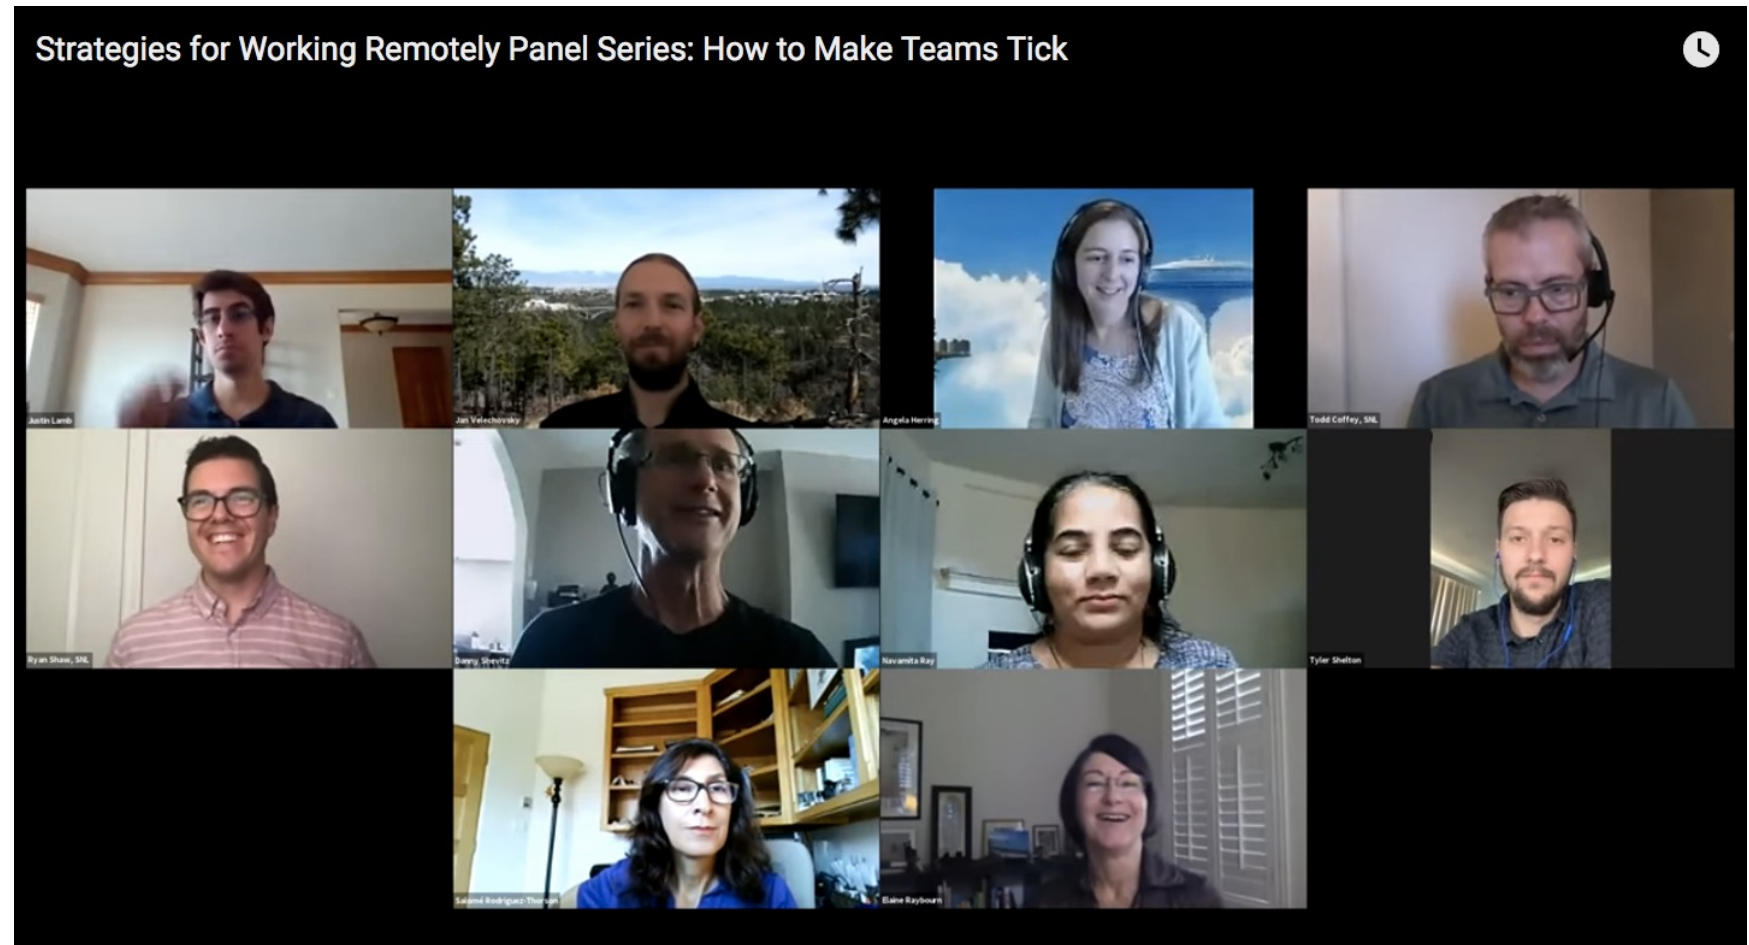 Strategies for Working Remotely Panel Series: How to Make Teams Tick
Justin Lamb
Jan Velechovsky
Angela Herring
Todd Coffey, SNL
Ryan Shaw, SNL
Danny Shevitz
Navamita Ray
Tyler Shelton
Salomé Rodriguez-Thorson
Elaine Raybourn